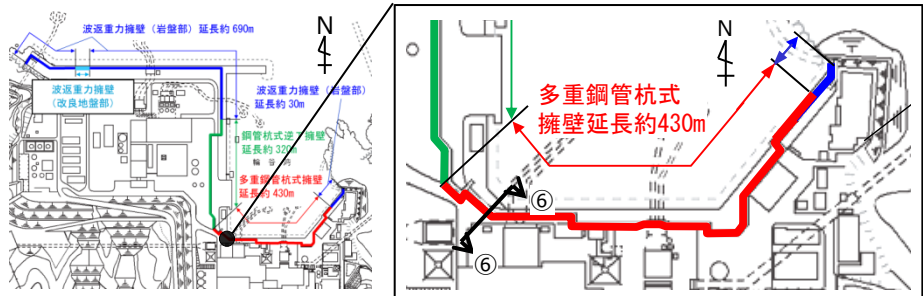 波返重力擁壁（岩盤部）延長約690m
N
波返重力擁壁
（改良地盤部）
波返重力擁壁（岩盤部）
延長約30m
鋼管杭式逆T擁壁
延長約320m
輪谷湾
多重鋼管杭式擁壁
延長約430m
N
多重鋼管杭式
擁壁延長約430m
⑥
⑥